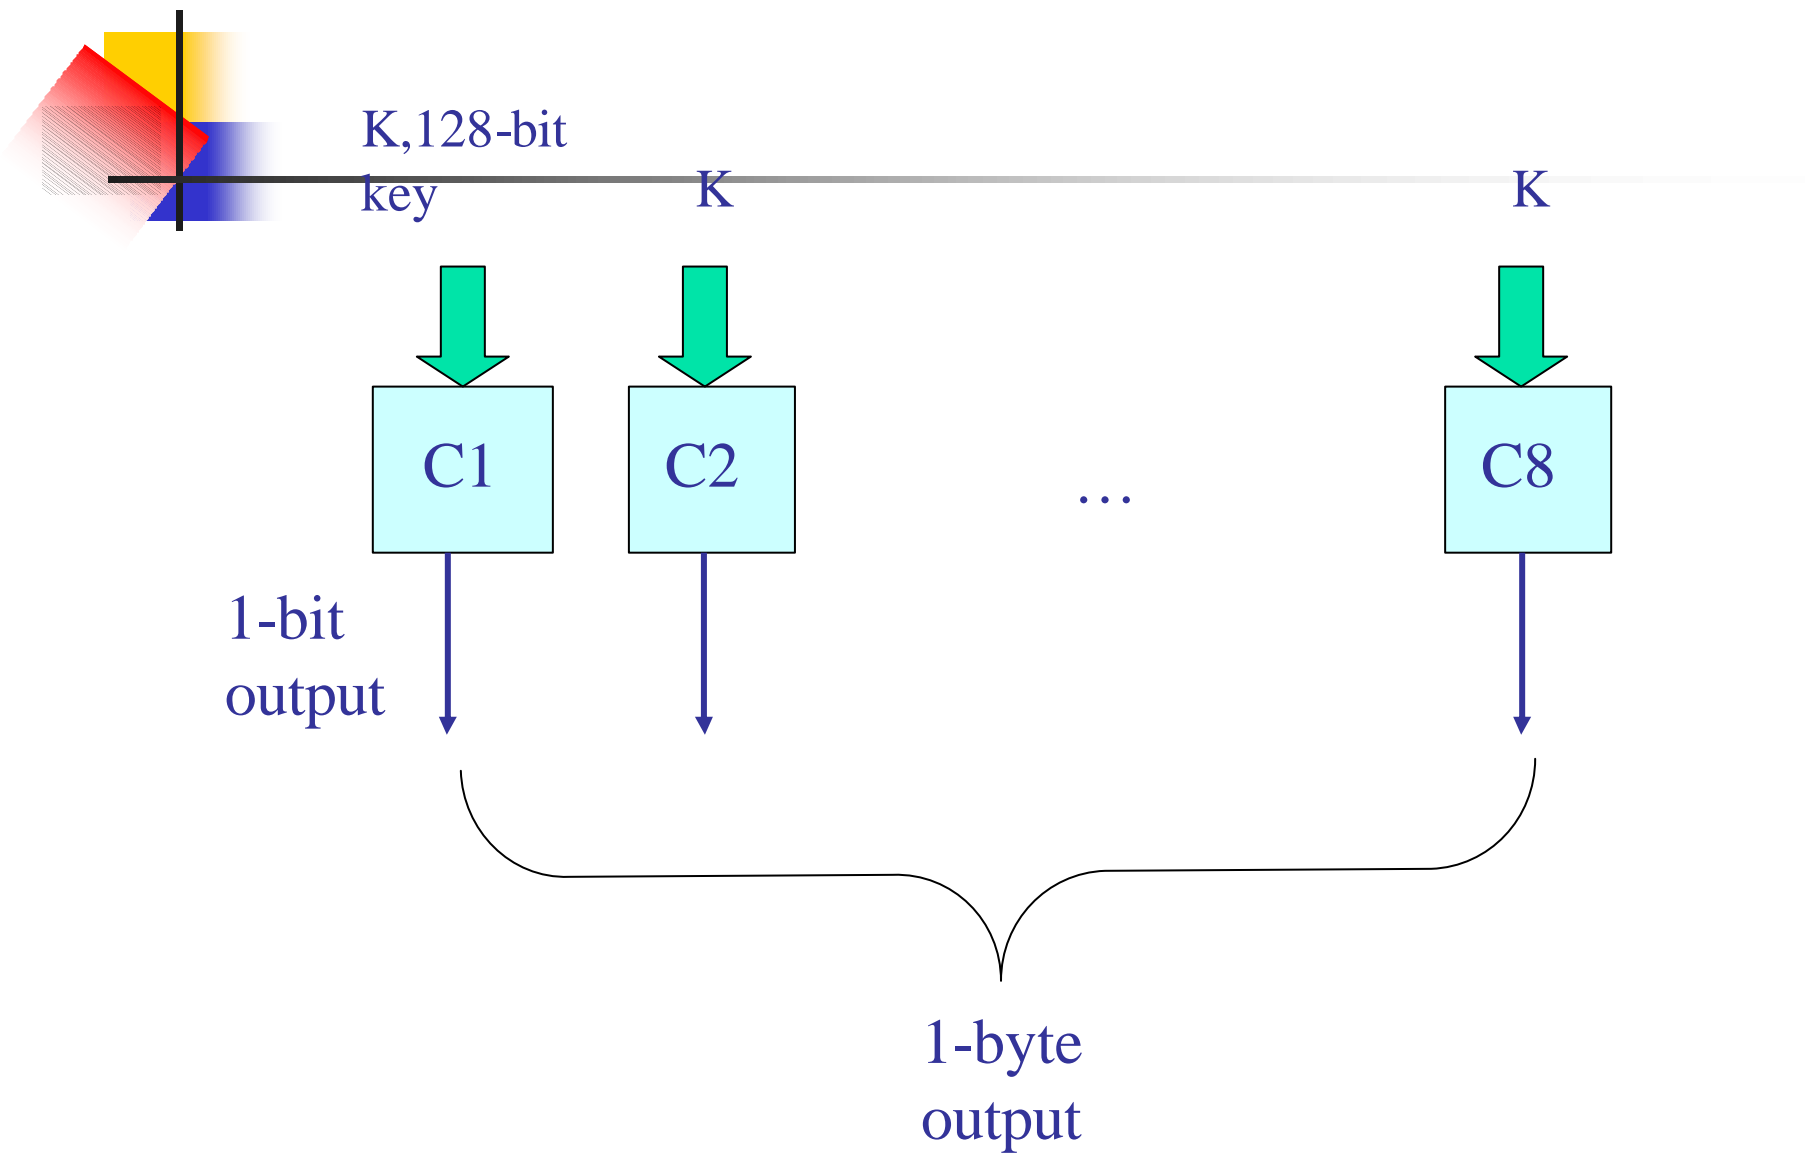 K,128-bit
key
K
K
C1
C2
…
C8
1-bit
output
1-byte
output